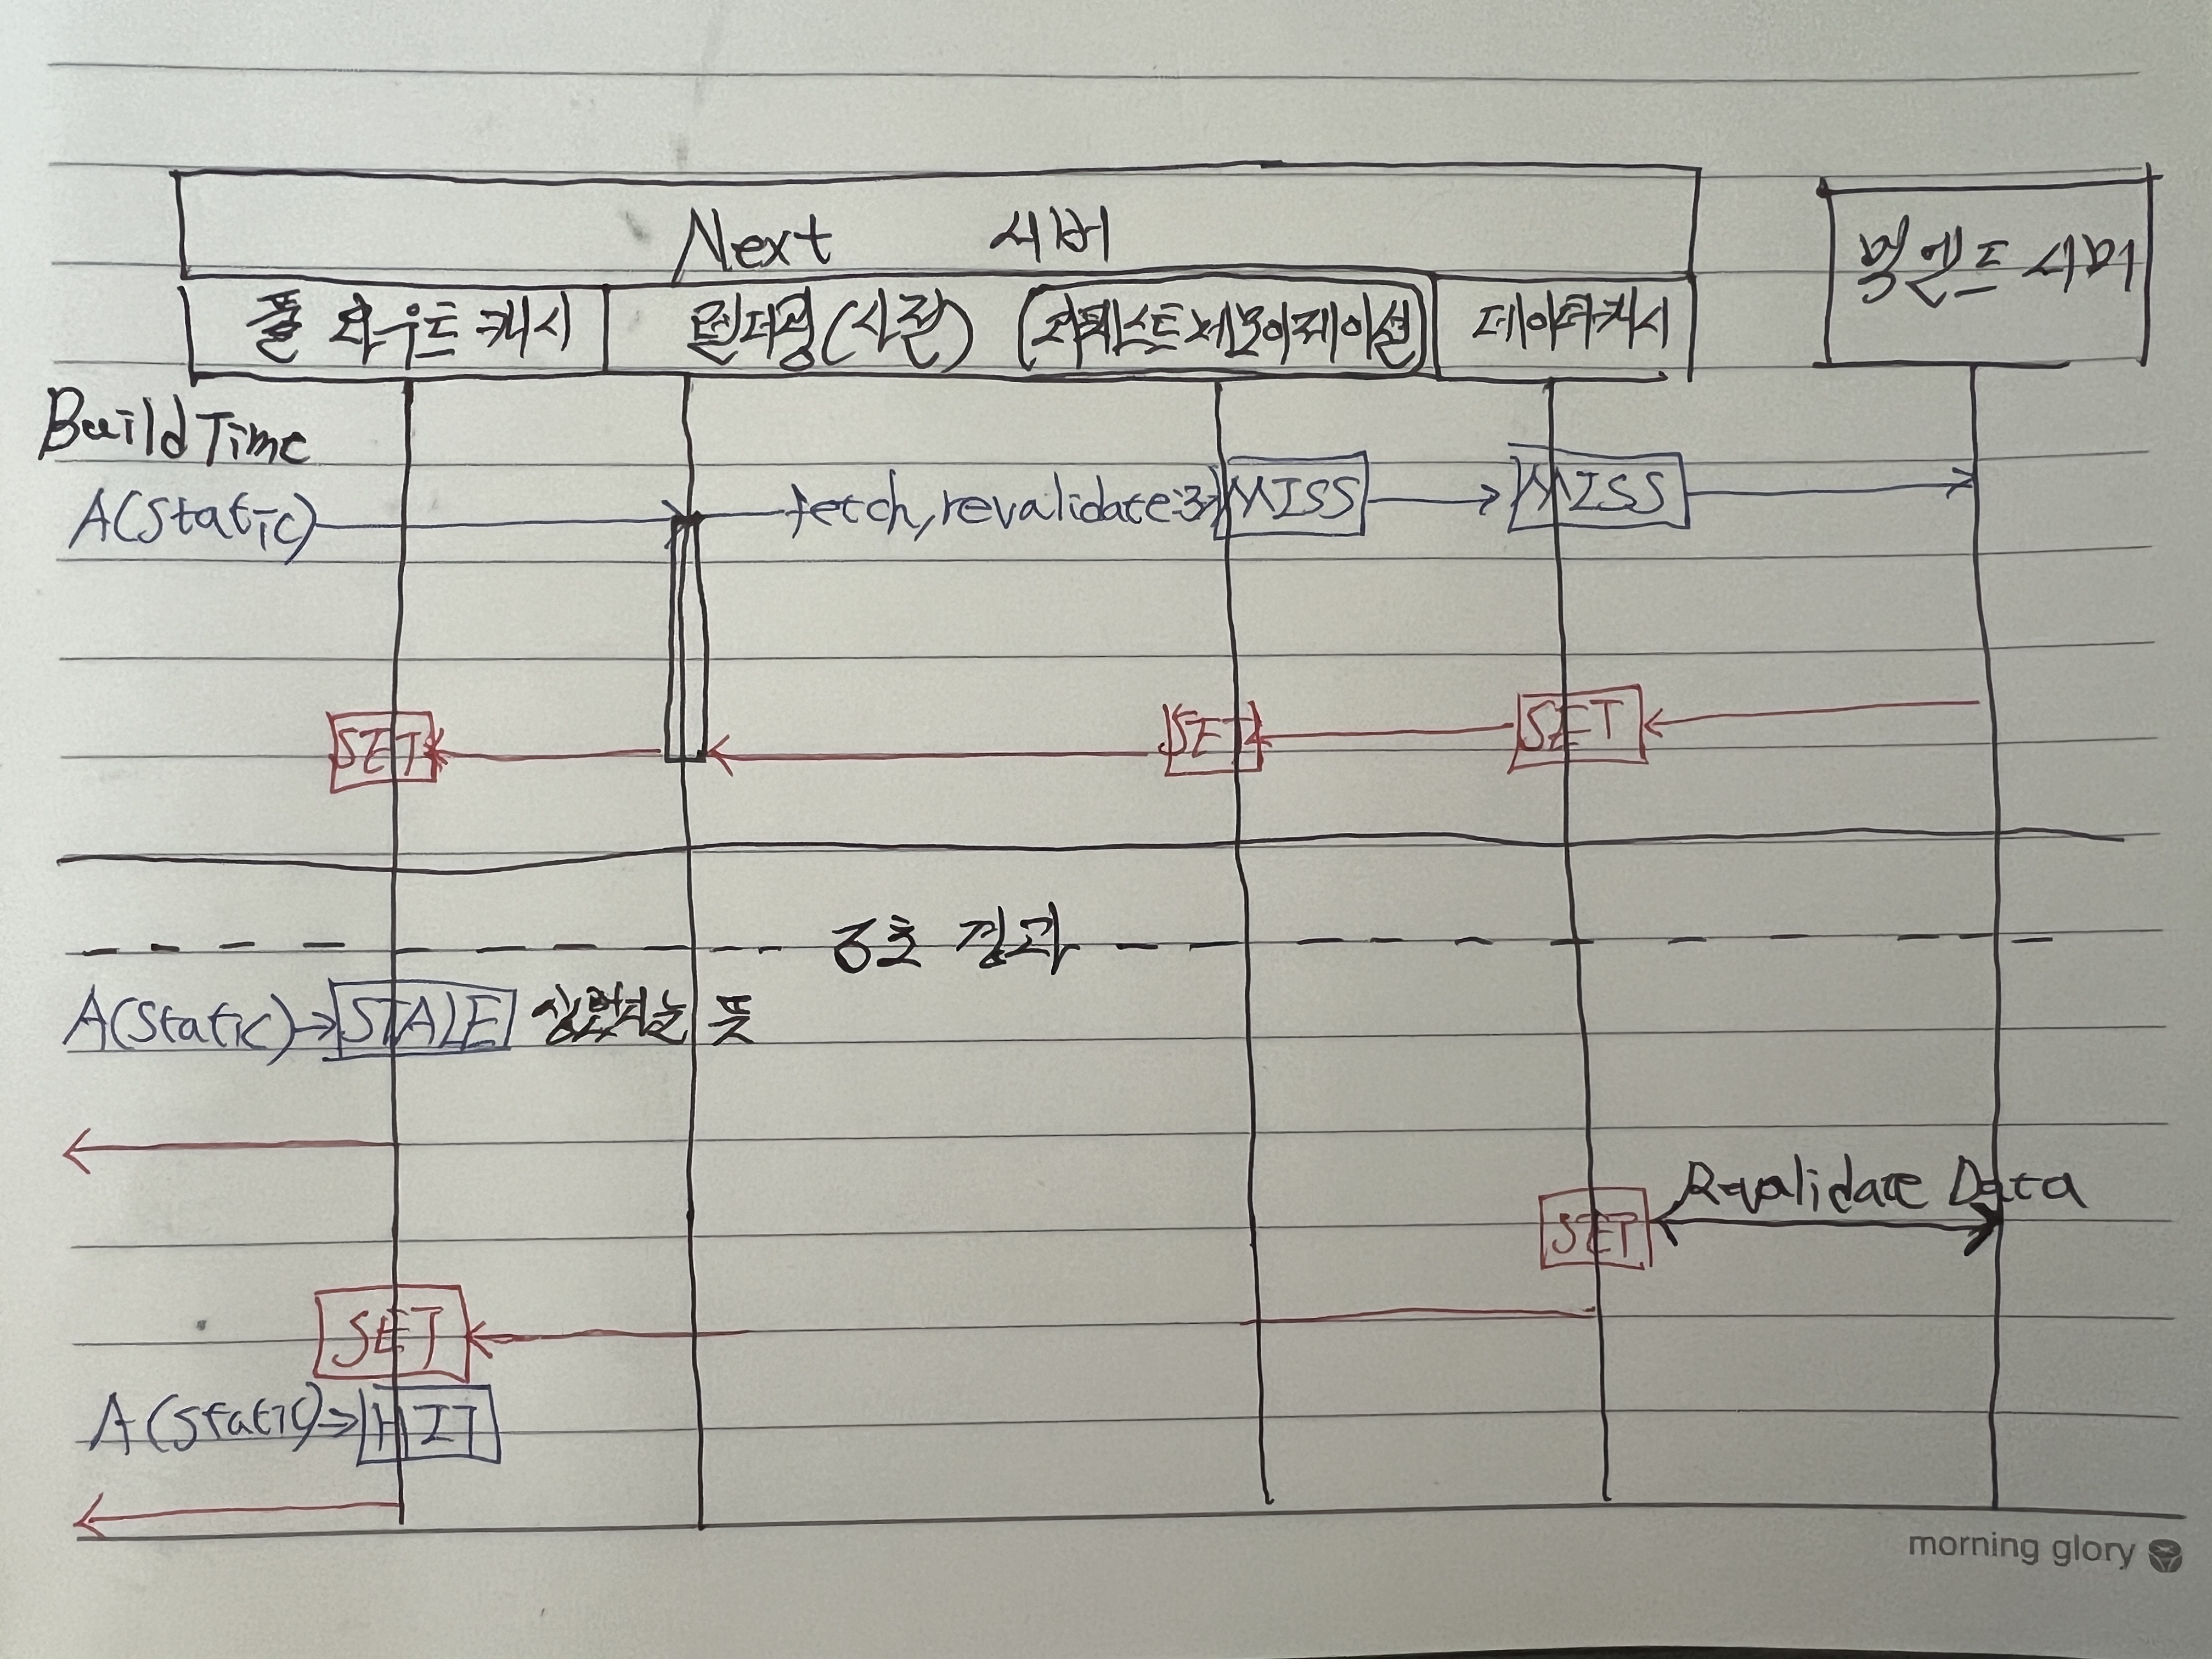 Next 서버
백엔드 서버
풀 라우트 캐시
렌더링(사전)
리퀘스트 메모이제이션
데이터캐시
Build Time
A(Static)
fetch, revalidate:3
MISS
MISS
SET
SET
SET
3초 경과
A(Static)
STALE
상했다는 뜻
Revalidate Data
SET
SET
A(Static)
HIT
morning glory